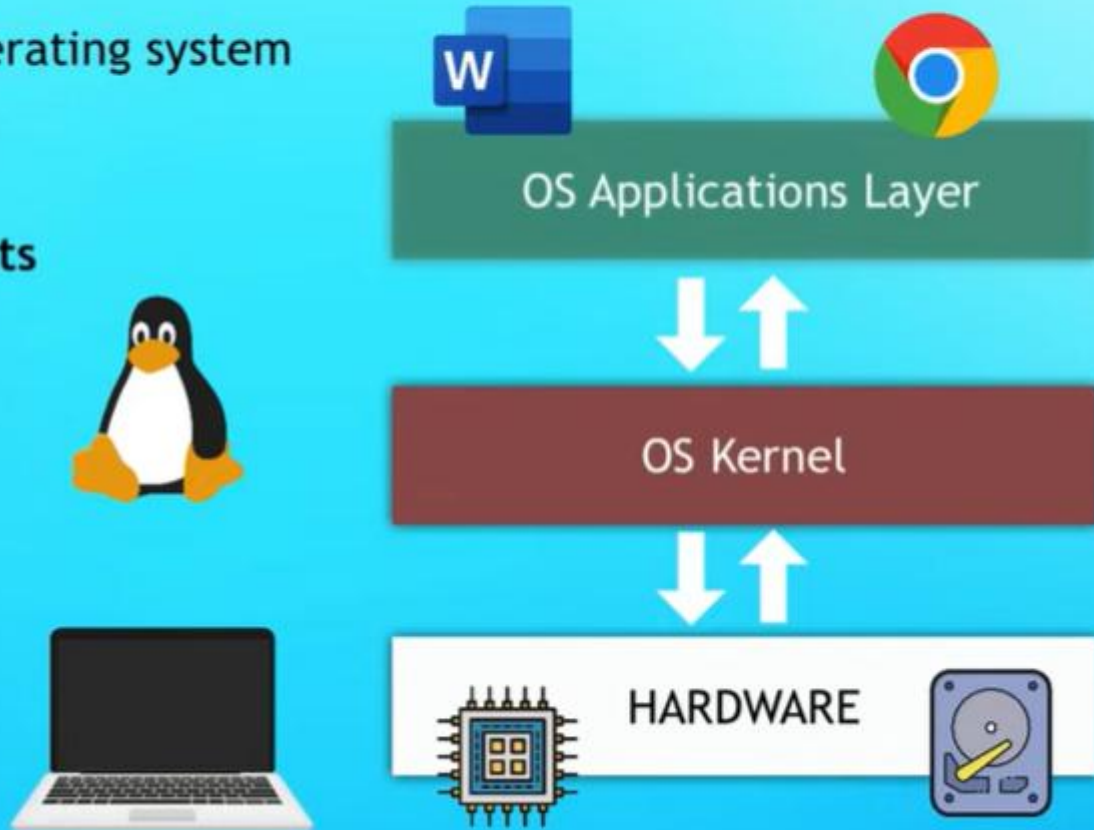 erating system
W
OS Applications Layer
ts
OS Kernel
HARDWARE